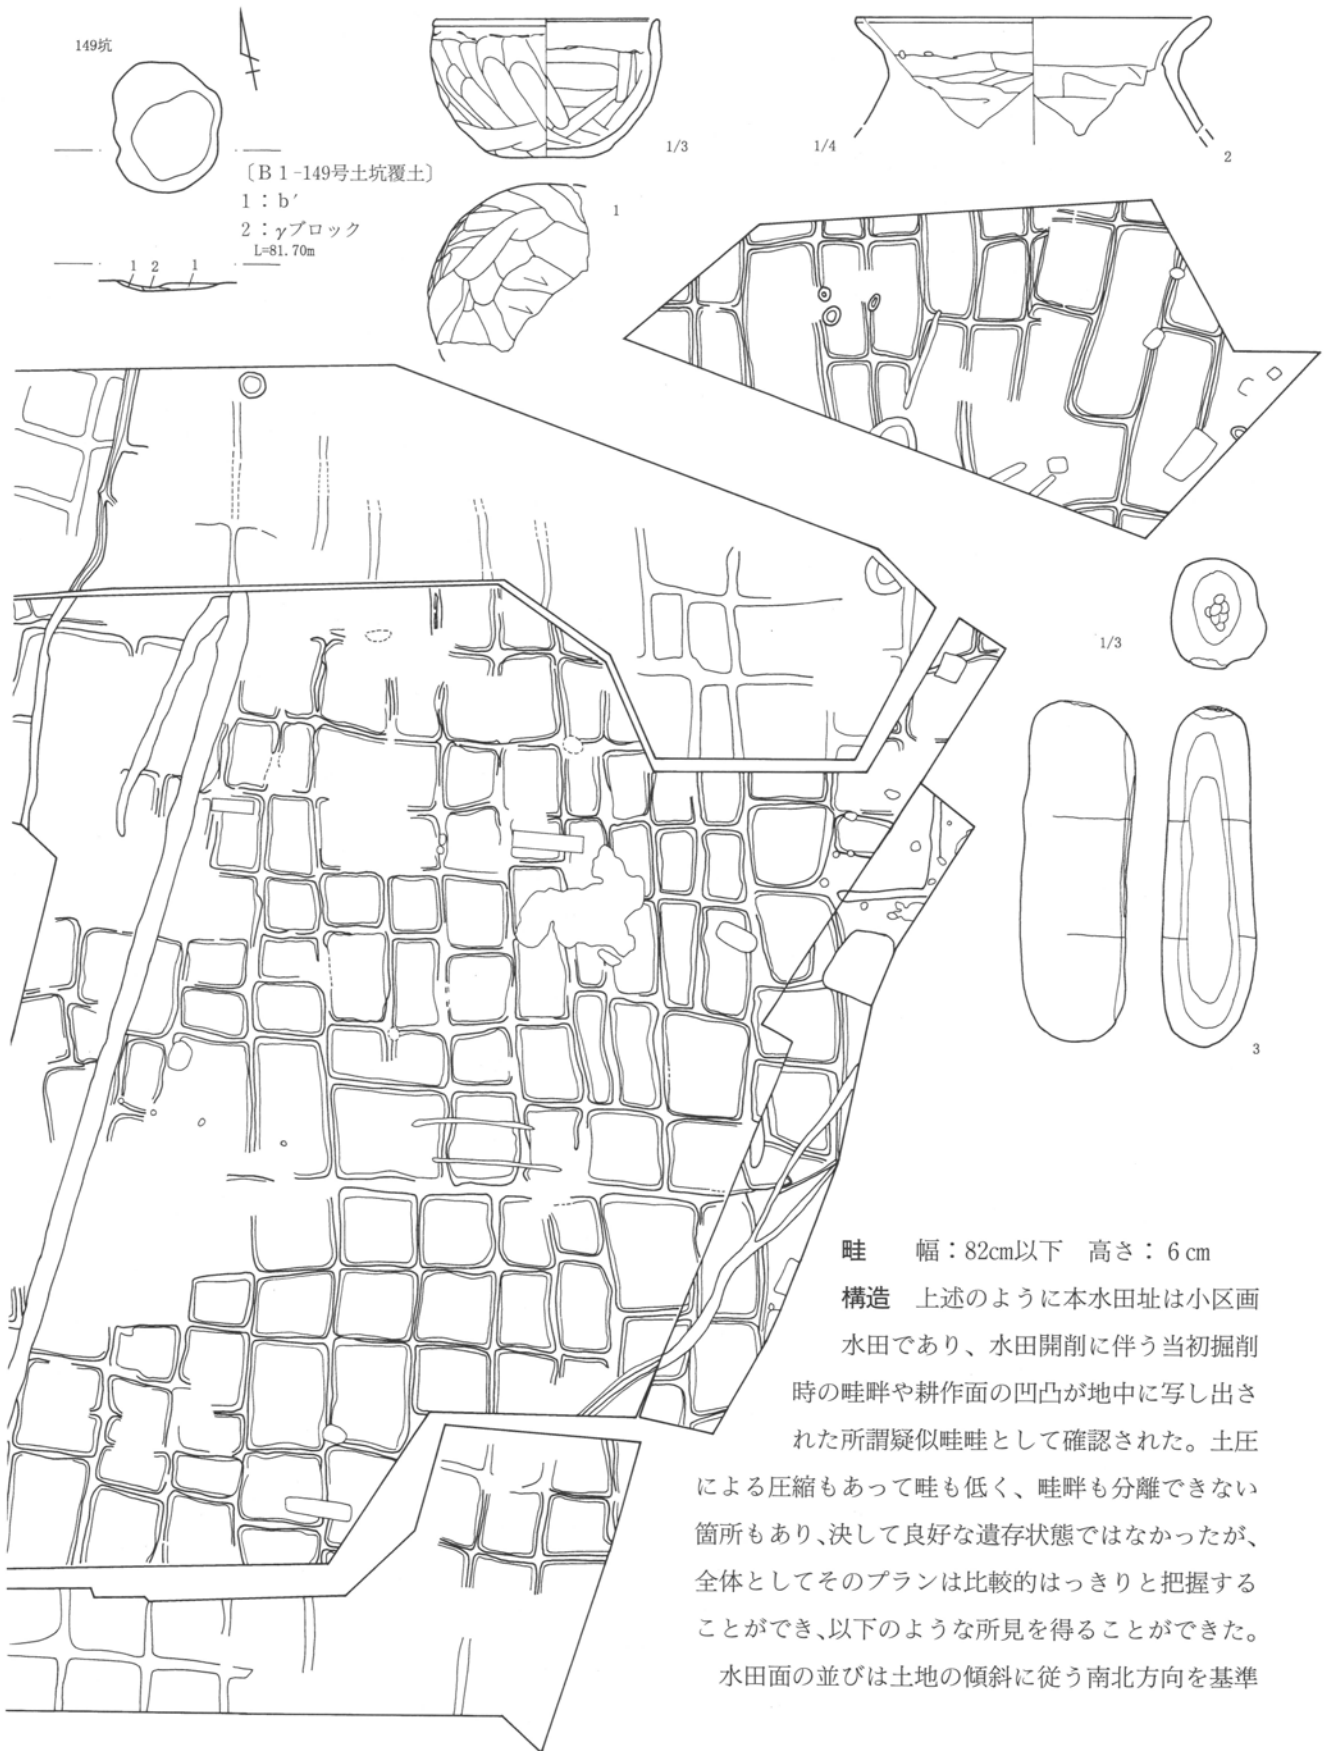 149坑
〔B 1-149号土坑覆土〕
1：b′
2：γブロック
L=81.70m
1 2 1
1/3
1
1/4
2
1/3
3
畦　幅：82cm以下　高さ：6 cm
構造　上述のように本水田址は小区画
水田であり、水田開削に伴う当初掘削
時の畦畔や耕作面の凹凸が地中に写し出さ
れた所謂疑似畦畦として確認された。土圧
による圧縮もあって畦も低く、畦畔も分離できない
箇所もあり、決して良好な遺存状態ではなかったが、
全体としてそのプランは比較的はっきりと把握する
ことができ、以下のような所見を得ることができた。
水田面の並びは土地の傾斜に従う南北方向を基準